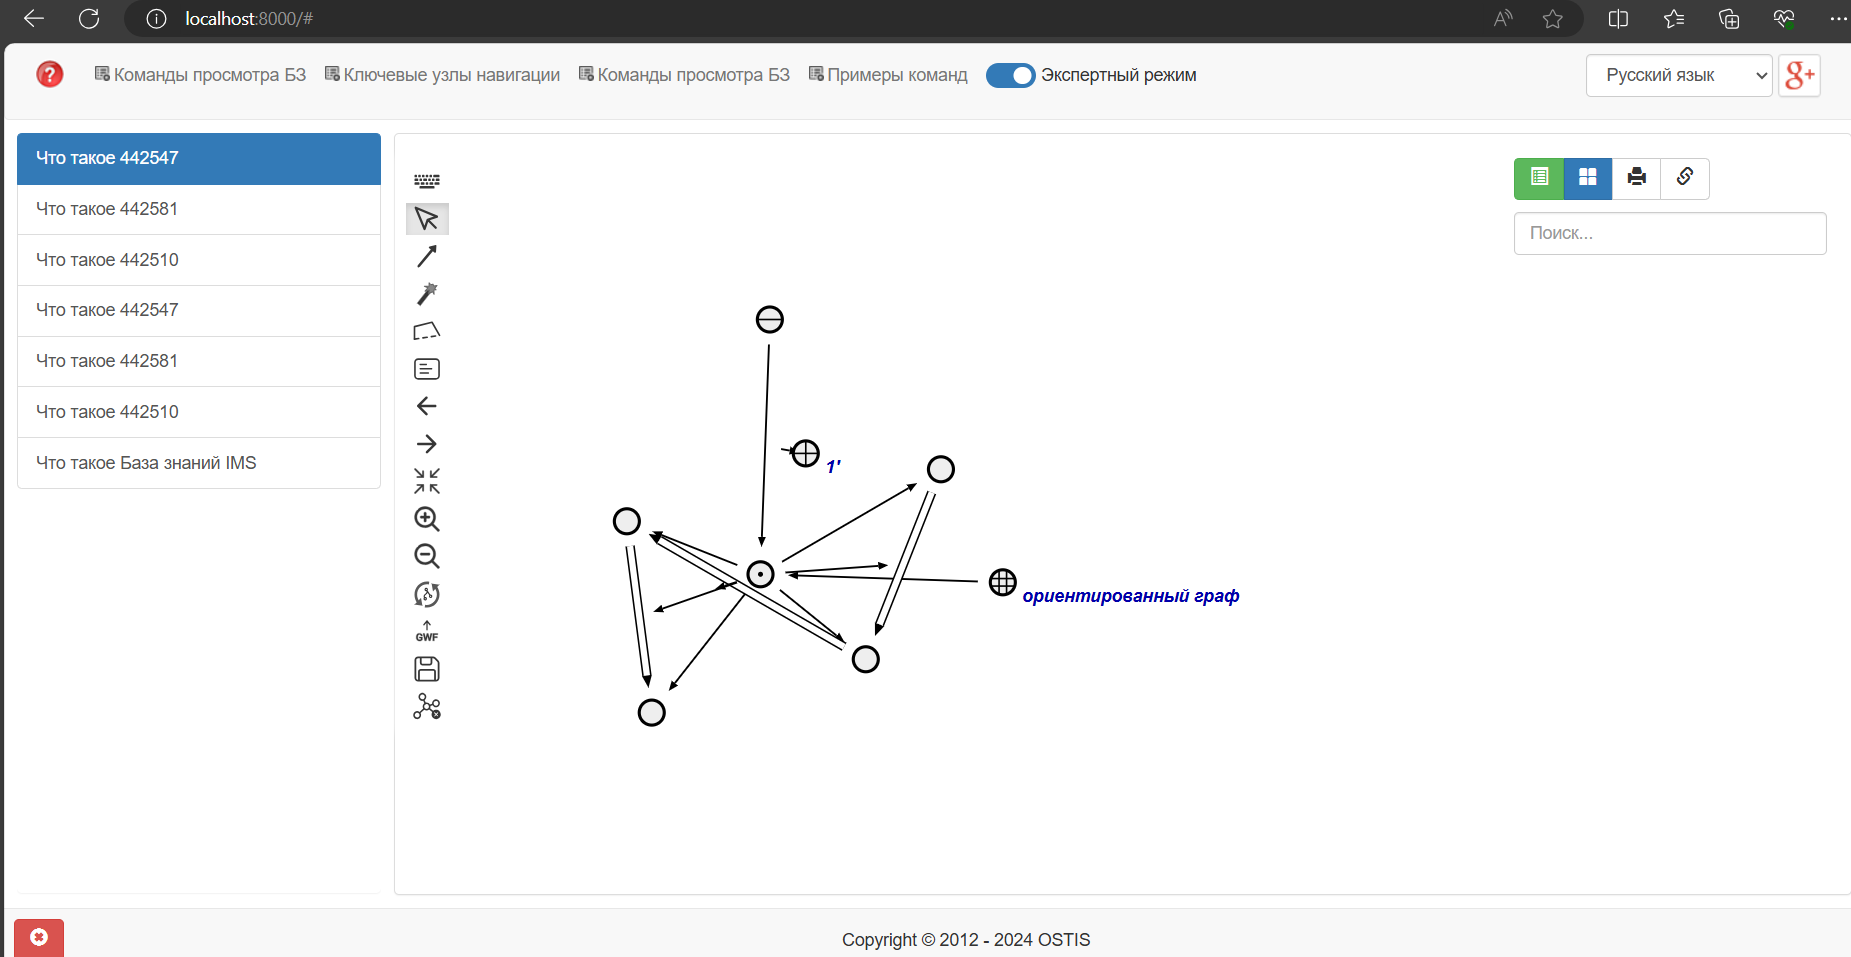 localhost:8000/#
Команды просмотра БЗ
Ключевые узлы навигации
Команды просмотра БЗ
Примеры команд
Экспертный режим
Русский язык
g+
Что такое 442547
Что такое 442581
Что такое 442510
Что такое 442547
Что такое 442581
Что такое 442510
Что такое База знаний IMS
GWF
Поиск...
1'
ориентированный граф
Copyright © 2012 - 2024 OSTIS